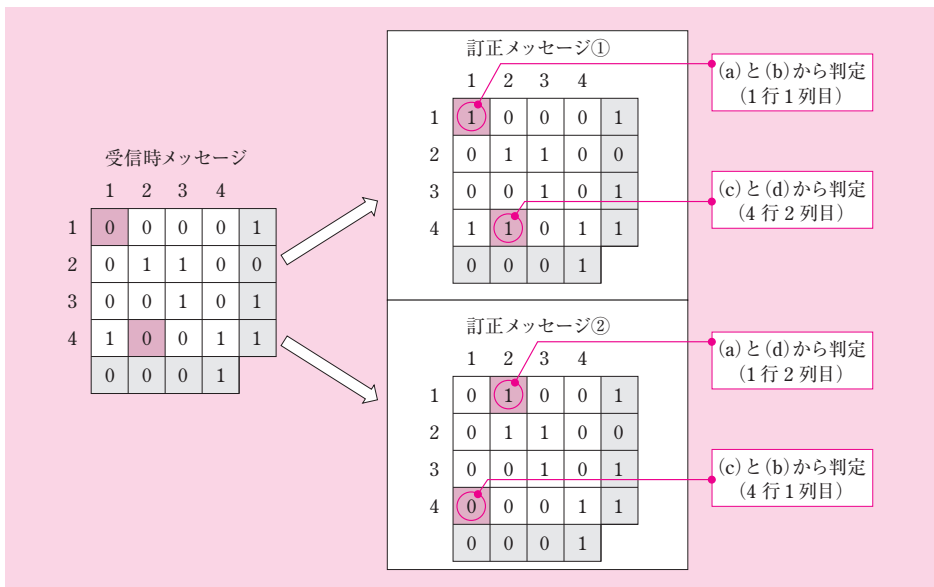 受信時メッセージ
1 2 3 4
1 0 0 0 0 1
2 0 1 1 0 0
3 0 0 1 0 1
4 1 0 0 1 1
0 0 0 1
訂正メッセージ①
1 2 3 4
1 1 0 0 0 1
2 0 1 1 0 0
3 0 0 1 0 1
4 1 1 0 1 1
0 0 0 1
(a)と(b)から判定
(1行1列目)
(c)と(d)から判定
(4行2列目)
訂正メッセージ②
1 2 3 4
1 0 1 0 0 1
2 0 1 1 0 0
3 0 0 1 0 1
4 0 0 0 1 1
0 0 0 1
(a)と(d)から判定
(1行2列目)
(c)と(b)から判定
(4行1列目)